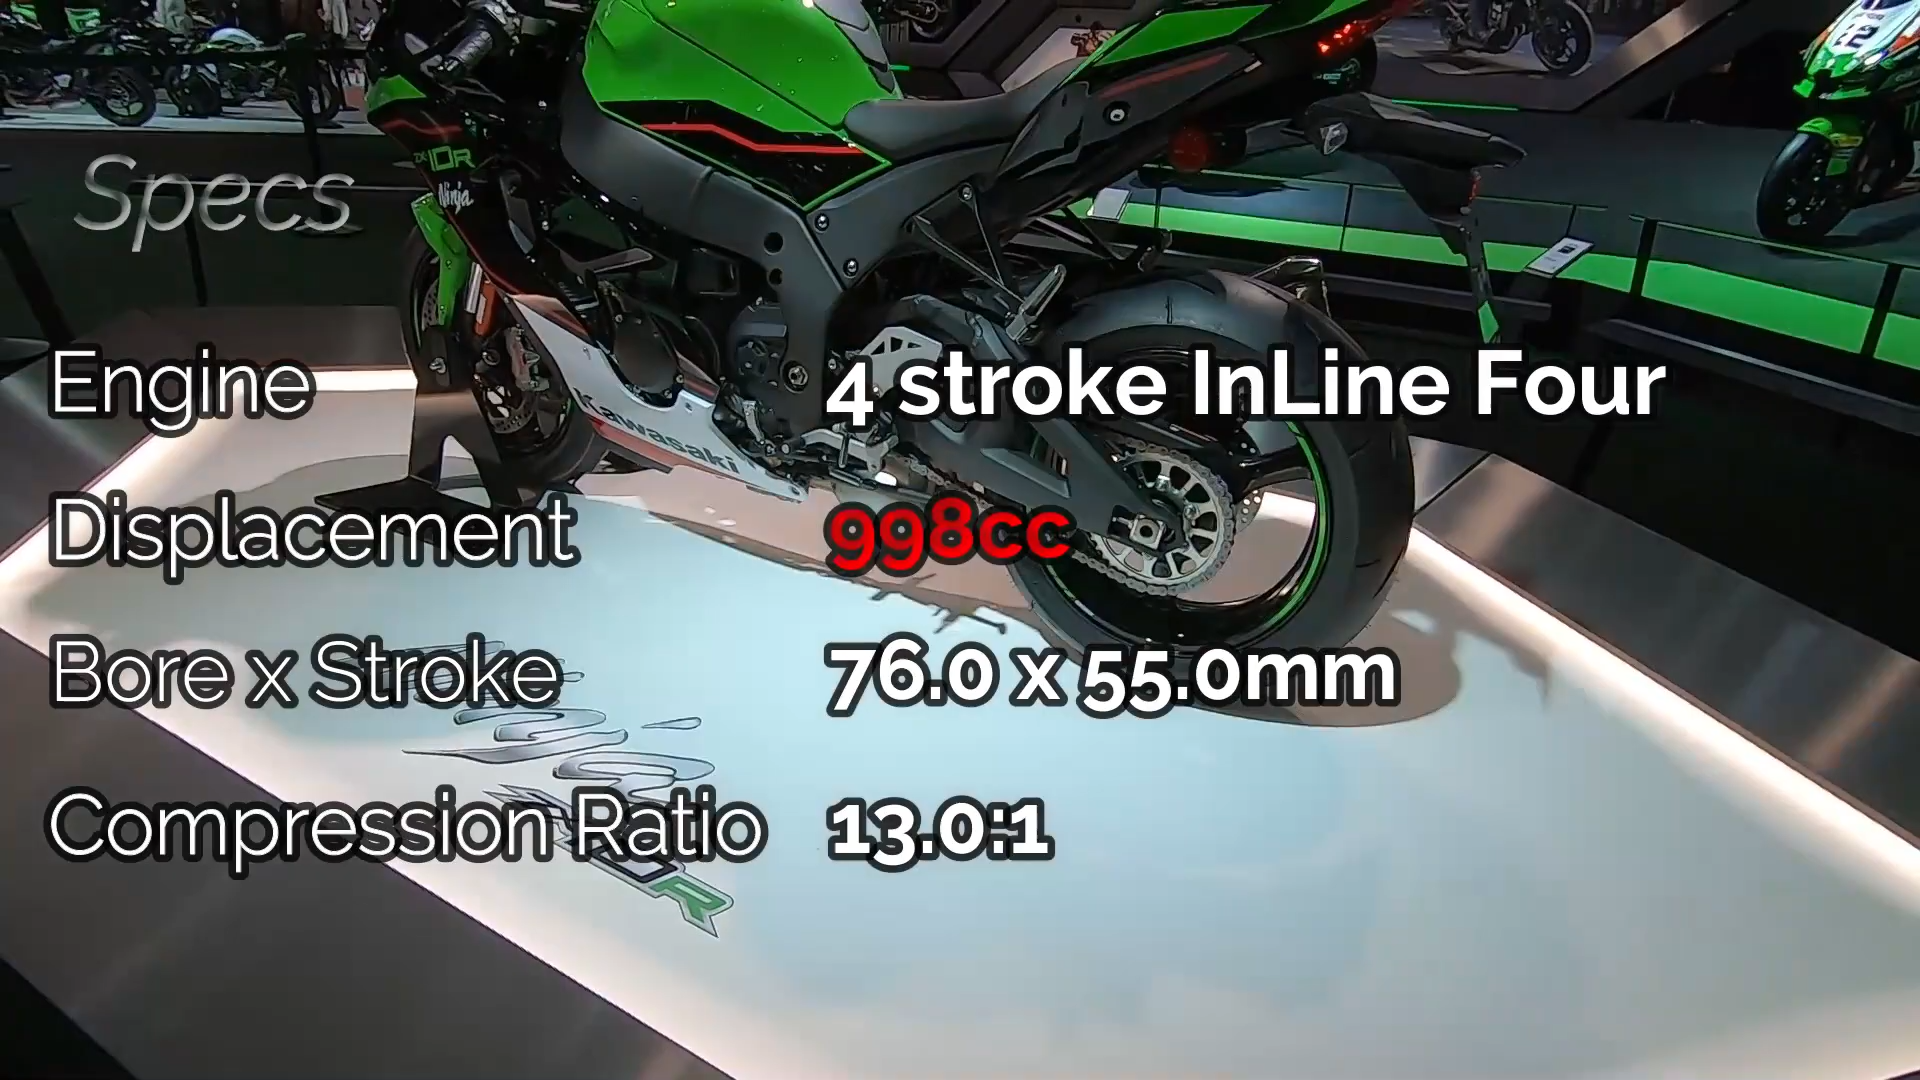 ZX10R
Ninja
Specs
Engine 4 stroke InLine Four
Kawasaki
Displacement 998cc
Bore x Stroke 76.0 x 55.0mm
Compression Ratio 13.0:1